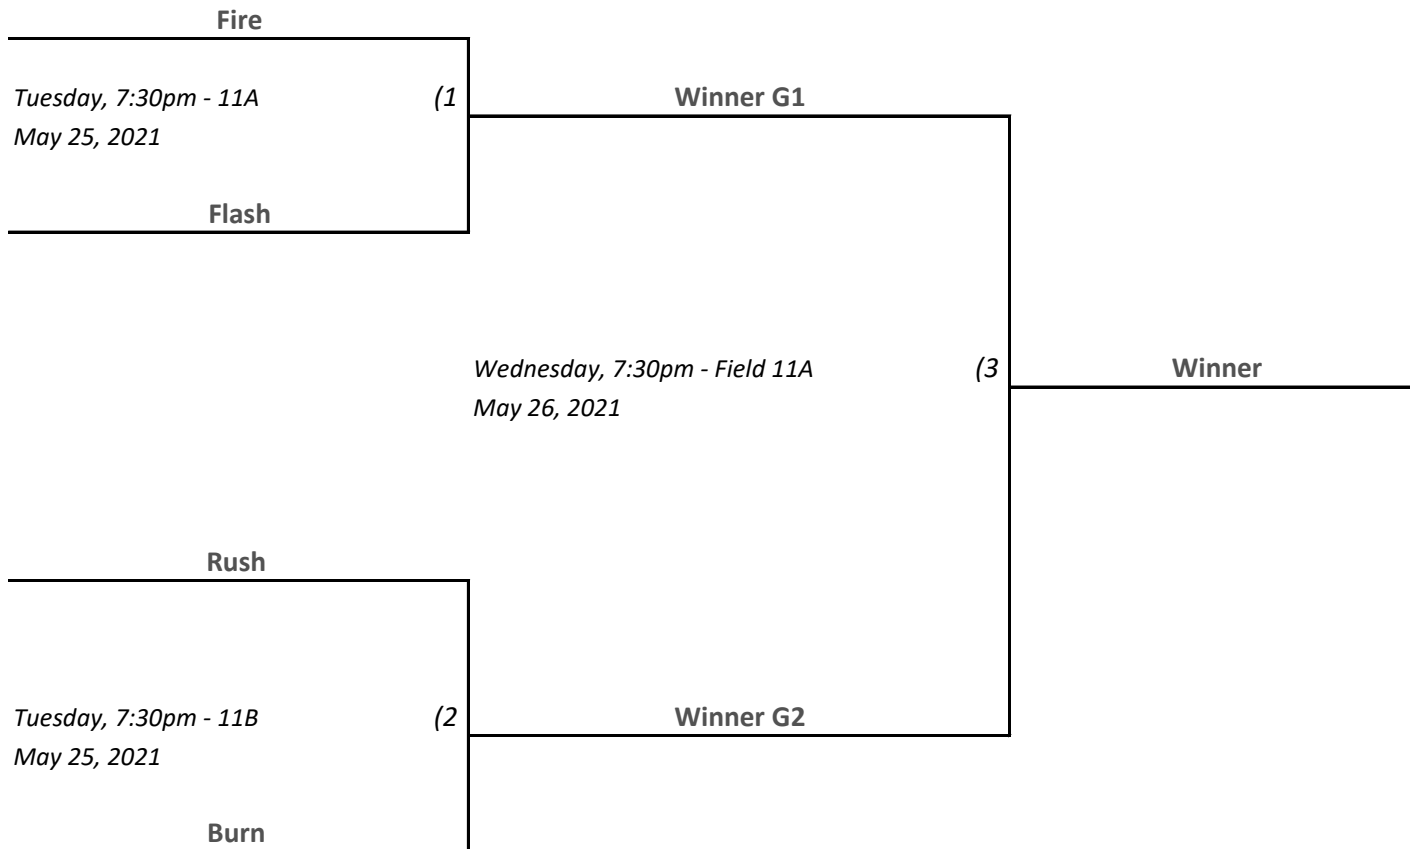 Fire
Tuesday, 7:30pm - 11A (1
May 25, 2021
Winner G1
Flash
Wednesday, 7:30pm - Field 11A (3
May 26, 2021
Winner
Rush
Tuesday, 7:30pm - 11B (2
May 25, 2021
Winner G2
Burn